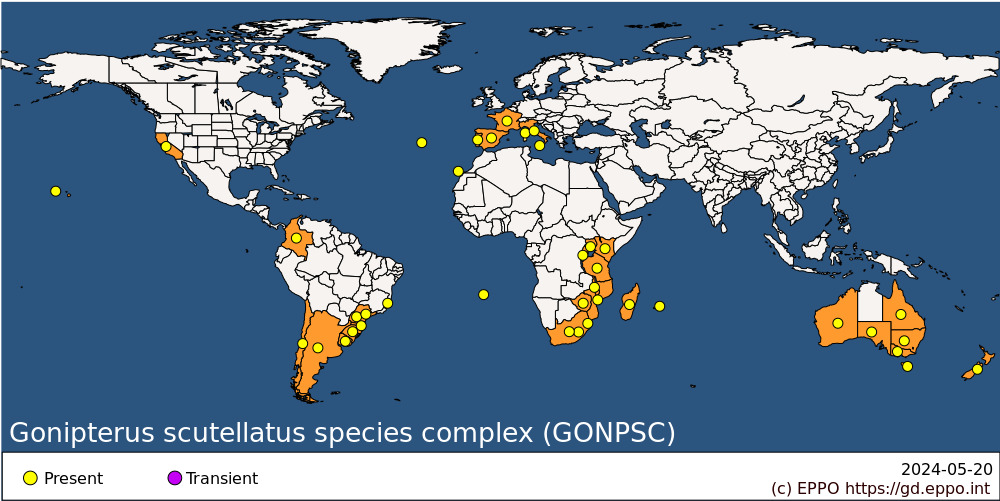 Gonipterus scutellatus species complex (GONPSC)
Present
Transient
2024-05-20
(c) EPPO https://gd.eppo.int